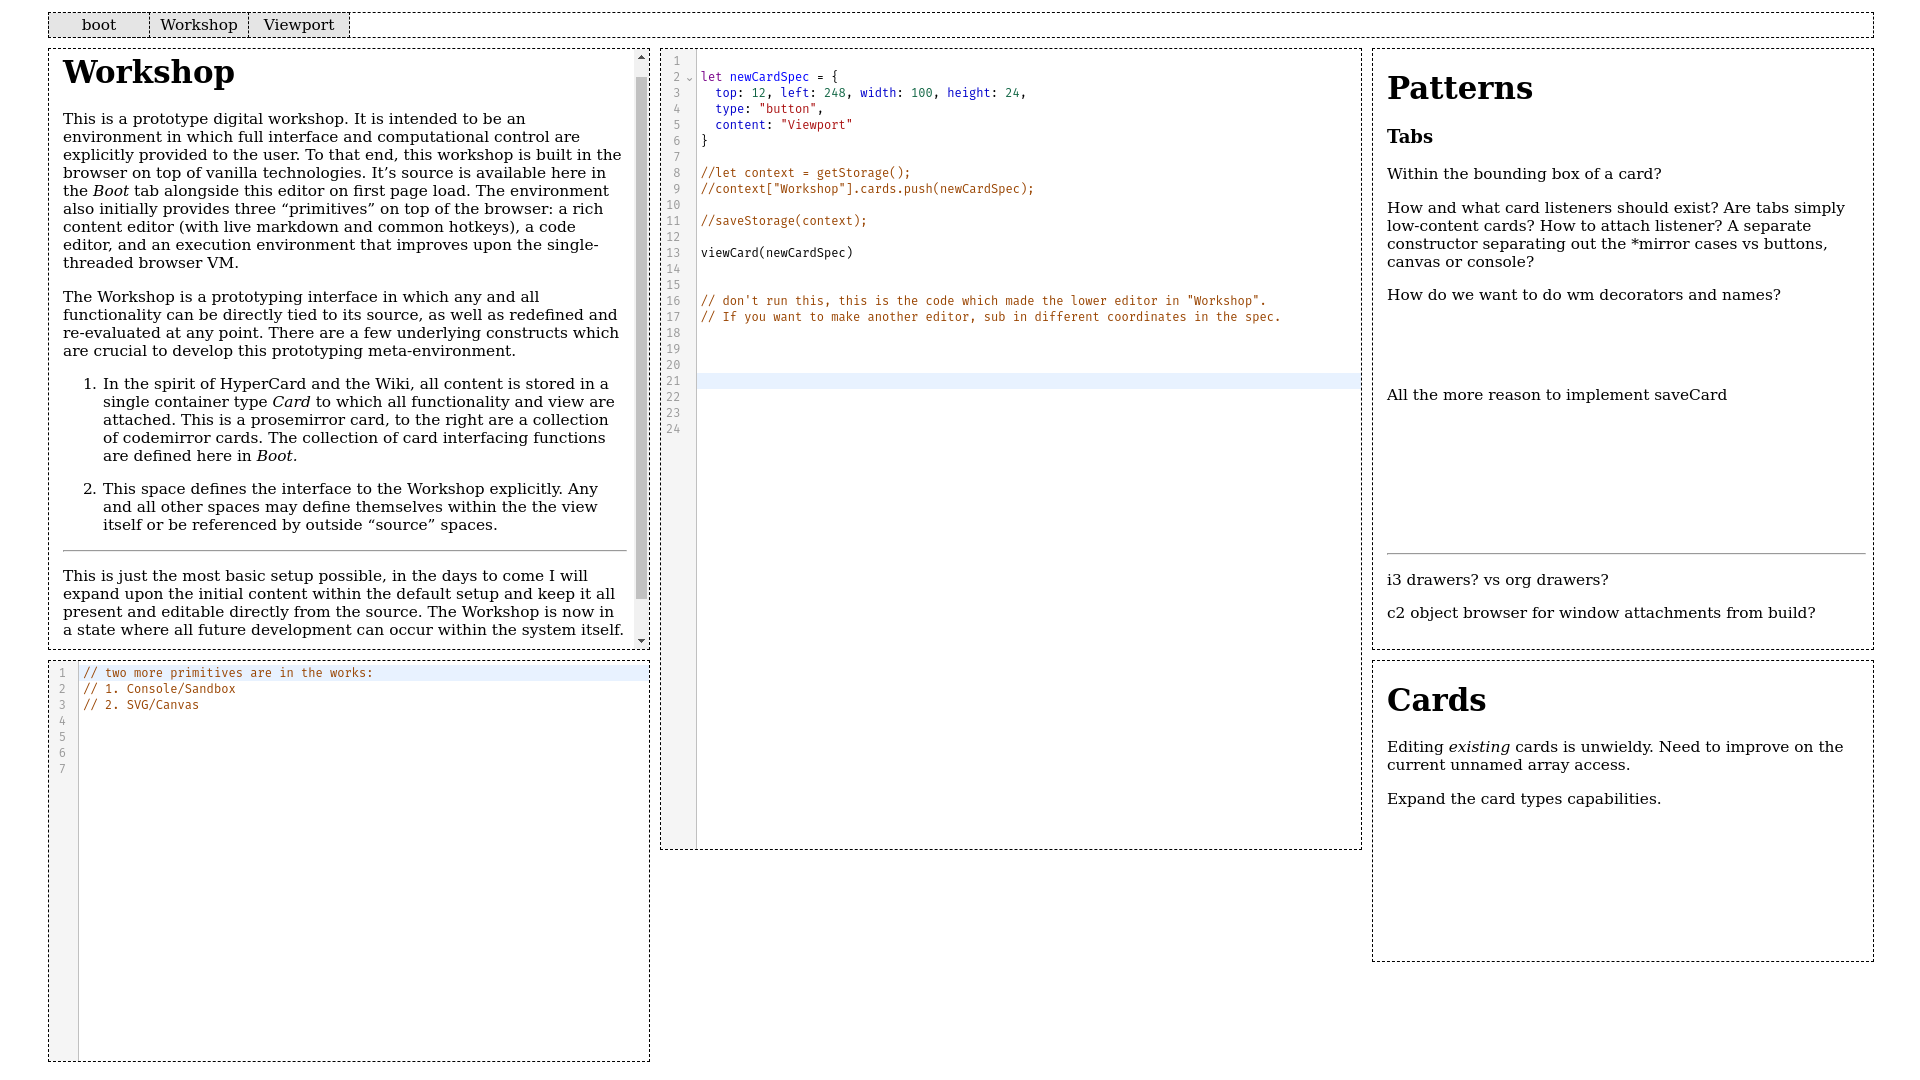 boot
Workshop
Viewport
Workshop
This is a prototype digital workshop. It is intended to be an
environment in which full interface and computational control are
explicitly provided to the user. To that end, this workshop is built in the
browser on top of vanilla technologies. It’s source is available here in
the Boot tab alongside this editor on first page load. The environment
also initially provides three “primitives” on top of the browser: a rich
content editor (with live markdown and common hotkeys), a code
editor, and an execution environment that improves upon the single-
threaded browser VM.
The Workshop is a prototyping interface in which any and all
functionality can be directly tied to its source, as well as redefined and
re-evaluated at any point. There are a few underlying constructs which
are crucial to develop this prototyping meta-environment.
1. In the spirit of HyperCard and the Wiki, all content is stored in a
single container type Card to which all functionality and view are
attached. This is a prosemirror card, to the right are a collection
of codemirror cards. The collection of card interfacing functions
are defined here in Boot.
2. This space defines the interface to the Workshop explicitly. Any
and all other spaces may define themselves within the the view
itself or be referenced by outside “source” spaces.
This is just the most basic setup possible, in the days to come I will
expand upon the initial content within the default setup and keep it all
present and editable directly from the source. The Workshop is now in
a state where all future development can occur within the system itself.
1 // two more primitives are in the works:
2 // 1. Console/Sandbox
3 // 2. SVG/Canvas
4
5
6
7
1
2 let newCardSpec = {
3 top: 12, left: 248, width: 100, height: 24,
4 type: "button",
5 content: "Viewport"
6 }
7
8 //let context = getStorage();
9 //context["Workshop"].cards.push(newCardSpec);
10
11 //saveStorage(context);
12
13 viewCard(newCardSpec)
14
15
16 // don't run this, this is the code which made the lower editor in "Workshop".
17 // If you want to make another editor, sub in different coordinates in the spec.
18
19
20
21
22
23
24
Patterns
Tabs
Within the bounding box of a card?
How and what card listeners should exist? Are tabs simply
low-content cards? How to attach listener? A separate
constructor separating out the *mirror cases vs buttons,
canvas or console?
How do we want to do wm decorators and names?
All the more reason to implement saveCard
i3 drawers? vs org drawers?
c2 object browser for window attachments from build?
Cards
Editing existing cards is unwieldy. Need to improve on the
current unnamed array access.
Expand the card types capabilities.